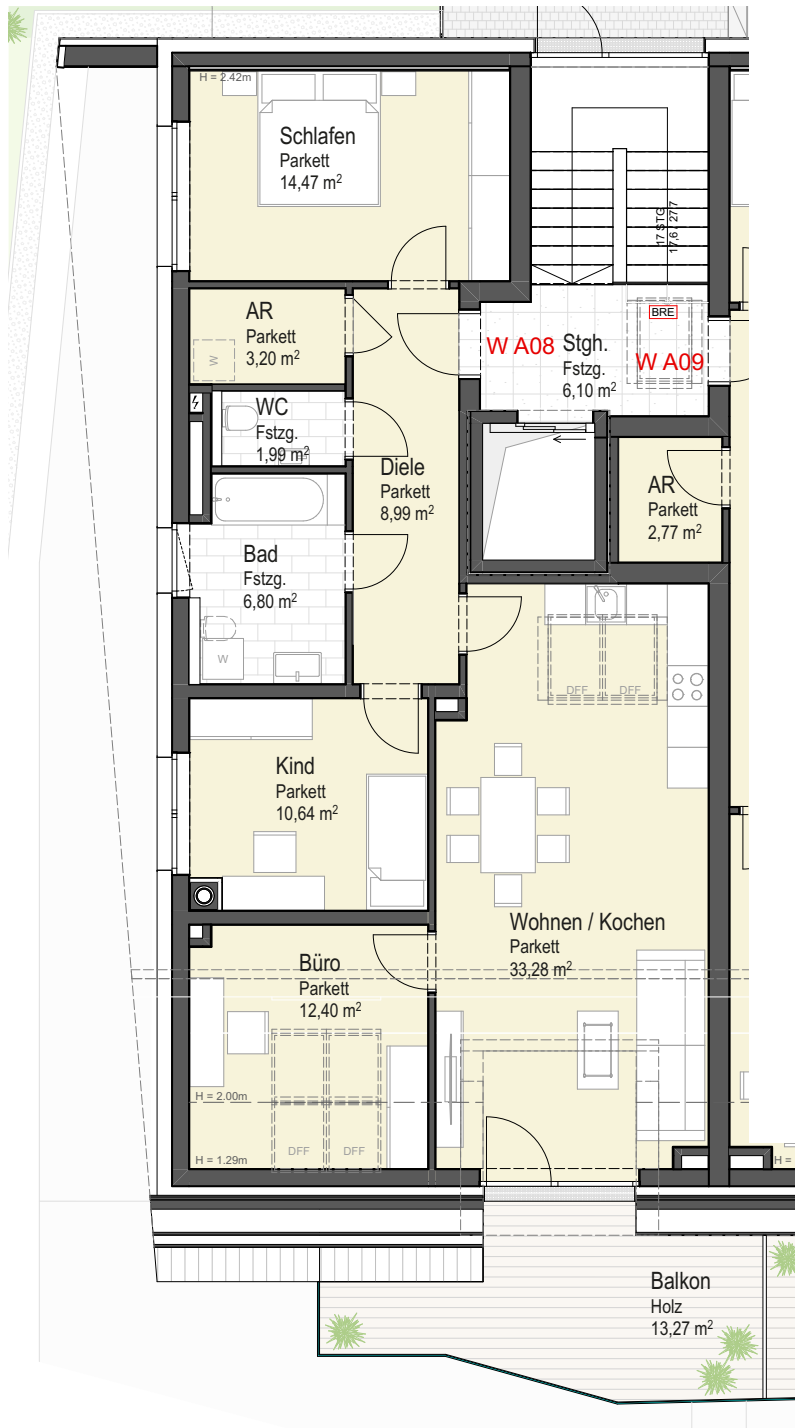 H = 2.42m
Schlafen
Parkett
14,47 m²
17 STG
17,6 / 27,7
AR
Parkett
3,20 m²
W
BRE
W A08
Stgh.
Fstzg.
6,10 m²
W A09
WC
Fstzg.
1,99 m²
Diele
Parkett
8,99 m²
AR
Parkett
2,77 m²
Bad
Fstzg.
6,80 m²
W
DFF
DFF
Kind
Parkett
10,64 m²
Wohnen / Kochen
Parkett
33,28 m²
Büro
Parkett
12,40 m²
H = 2.00m
DFF
DFF
H = 1.29m
H =
Balkon
Holz
13,27 m²